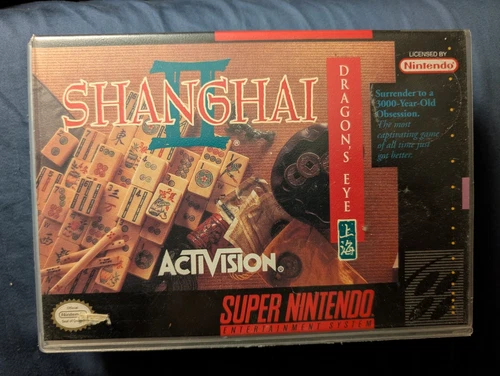 LICENSED BY
Nintendo
SHANGHAI
II
DRAGON'S EYE
上海
Surrender to a
3000-Year-Old
Obsession.
The most
captivating game
of all time just
got better.
ACTIVISION®
SUPER NINTENDO
ENTERTAINMENT SYSTEM